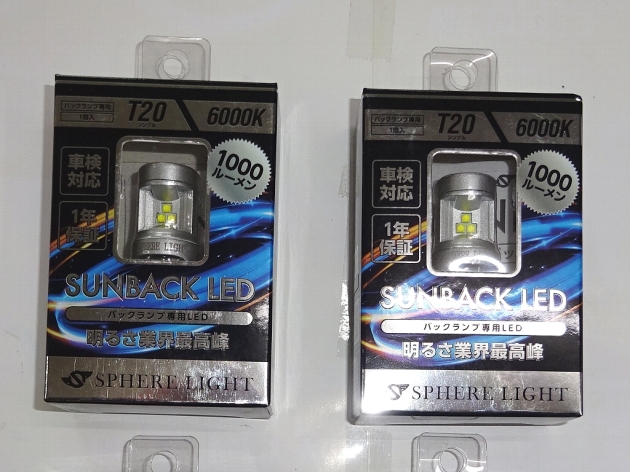 バックランプ専用
1個入
T20
シングル
6000K
車検
対応
1000
ルーメン
1年
保証
SPHERE LIGHT
SUNBACK LED
バックランプ専用LED
明るさ業界最高峰
SPHERE LIGHT
バックランプ専用
1個入
T20
シングル
6000K
車検
対応
1000
ルーメン
1年
保証
SUNBACK LED
バックランプ専用LED
明るさ業界最高峰
SPHERE LIGHT